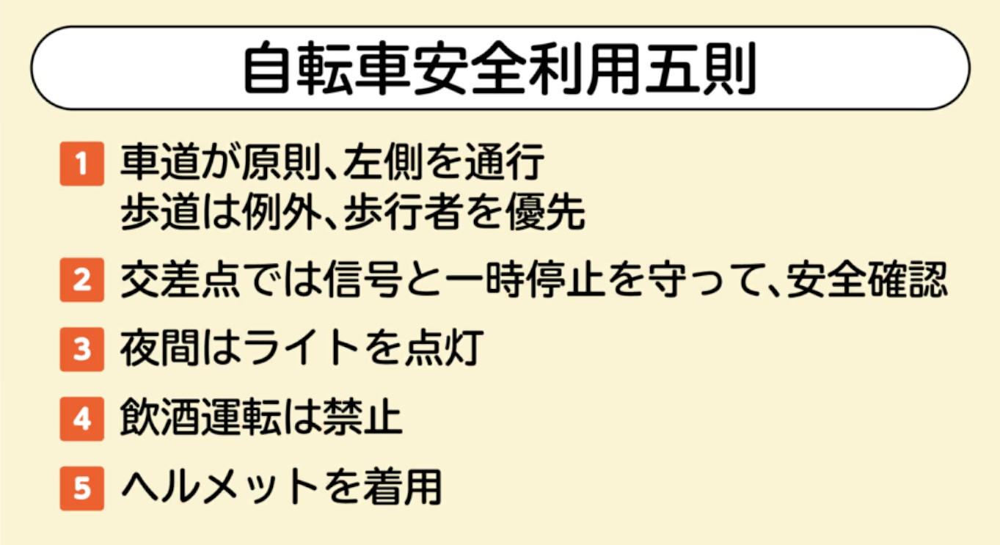 自転車安全利用五則
1 車道が原則、左側を通行
歩道は例外、歩行者を優先
2 交差点では信号と一時停止を守って、安全確認
3 夜間はライトを点灯
4 飲酒運転は禁止
5 ヘルメットを着用